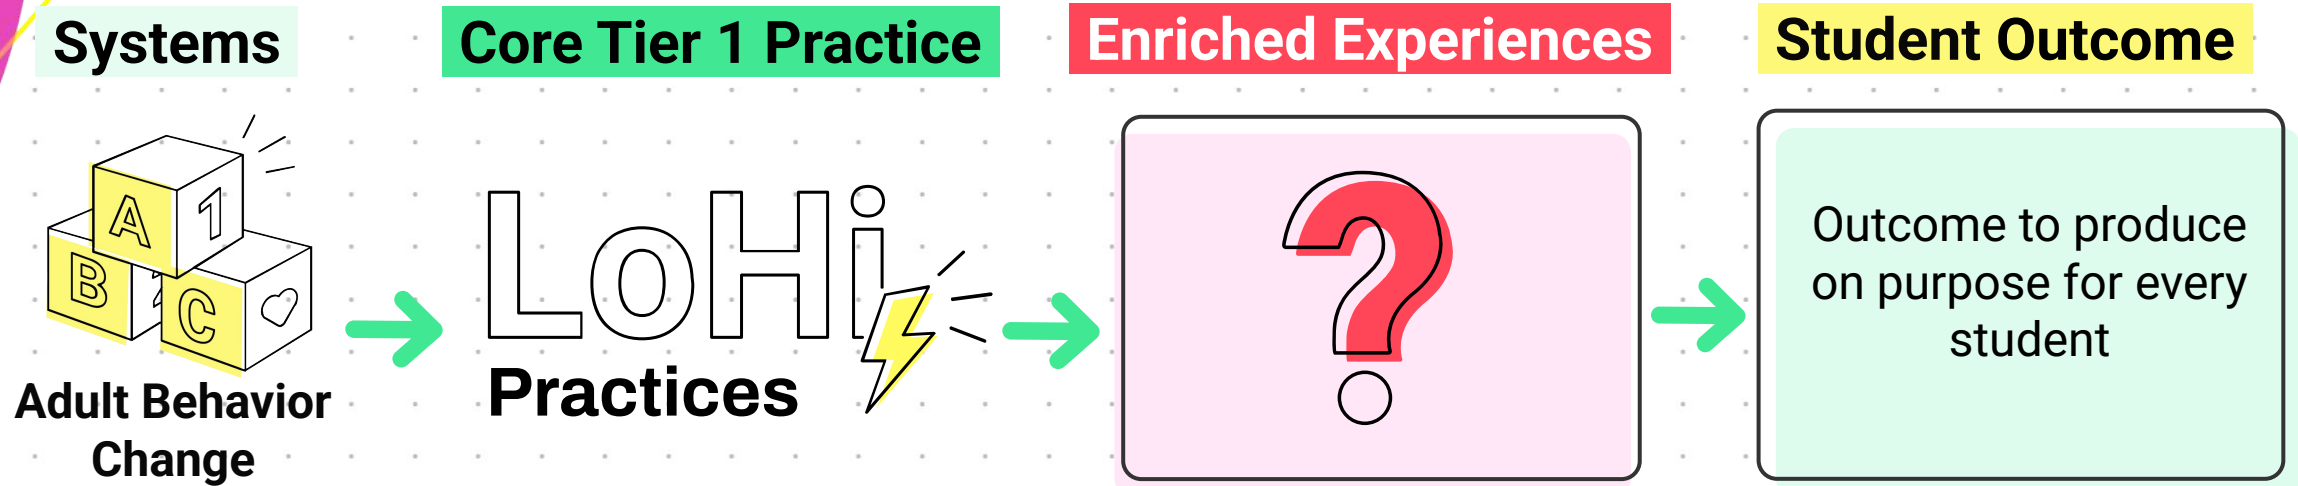 Systems
Core Tier 1 Practice
Enriched Experiences
Student Outcome
A 1
B
C
Adult Behavior
Change
LoHi
Practices
?
Outcome to produce
on purpose for every
student